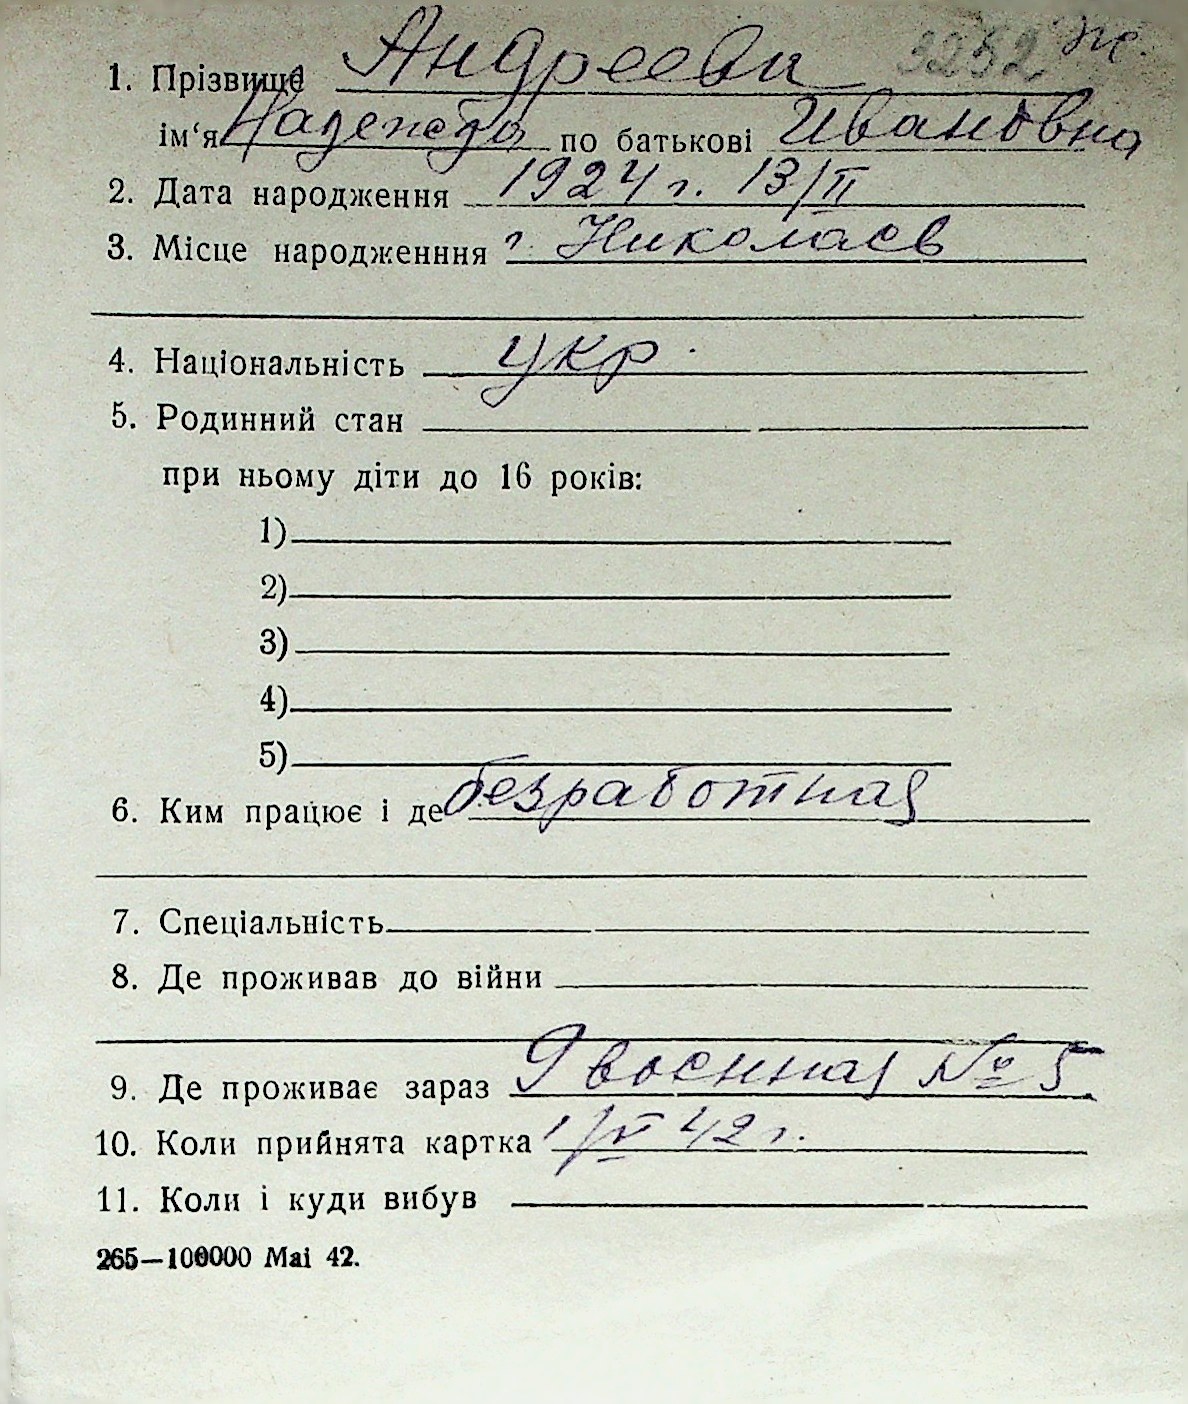 3252 ж.
1. Прізвище Андреева
ім‘я Надежда по батькові Ивановна
2. Дата народження 1924 г. 13/II
3. Місце народженння г. Николаев
4. Національність укр.
5. Родинний стан
при ньому діти до 16 років:
1)
2)
3)
4)
5)
6. Ким працює і де безработная
7. Спеціальність
8. Де проживав до війни
9. Де проживає зараз 9 военная № 5
10. Коли прийнята картка 1/VI 42 г.
11. Коли і куди вибув
265—100000 Mai 42.